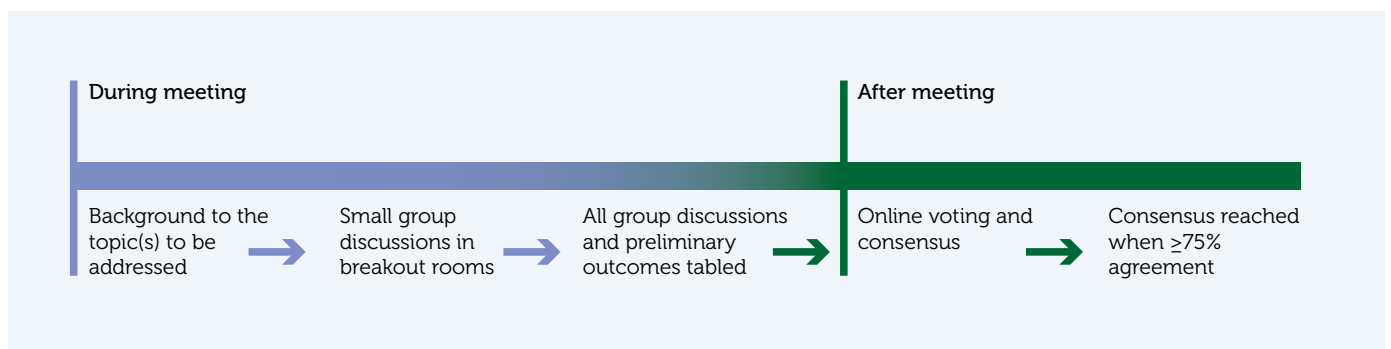 During meeting
After meeting
Background to the
topic(s) to be
addressed
Small group
discussions in
breakout rooms
All group discussions
and preliminary
outcomes tabled
Online voting and
consensus
Consensus reached
when ≥75%
agreement